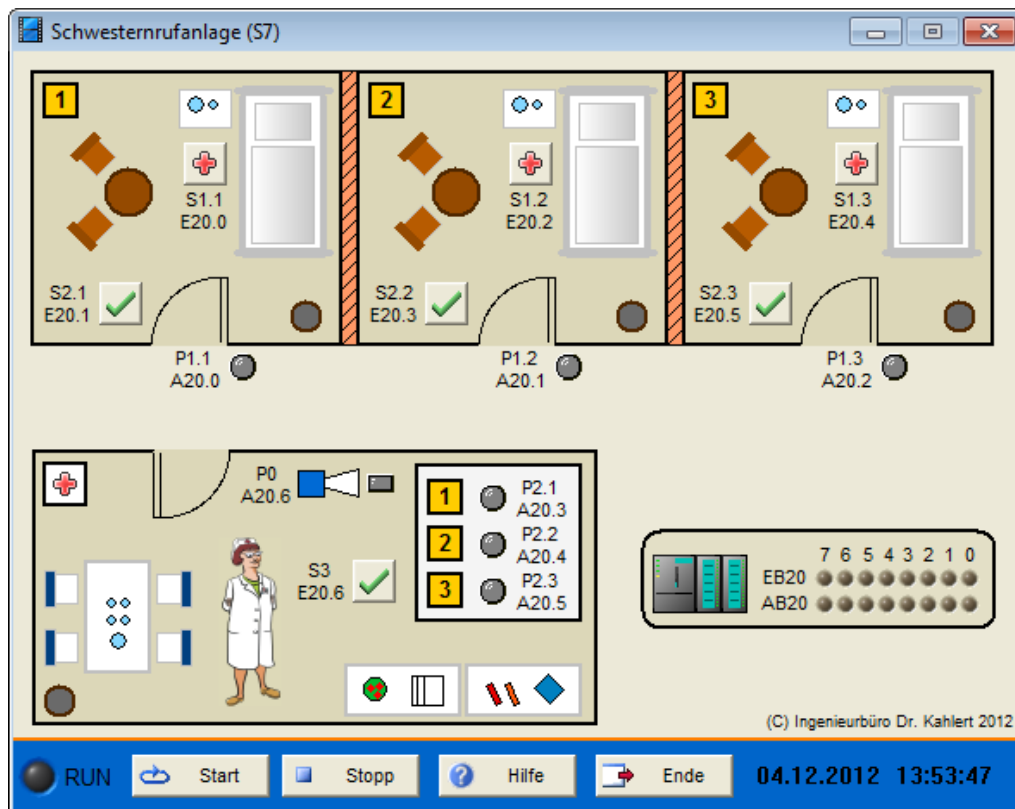 Schwesternrufanlage (S7)
1
2
3
S1.1
E20.0
S1.2
E20.2
S1.3
E20.4
S2.1
E20.1
S2.2
E20.3
S2.3
E20.5
P1.1
A20.0
P1.2
A20.1
P1.3
A20.2
P0
A20.6
1
P2.1
A20.3
2
P2.2
A20.4
3
P2.3
A20.5
S3
E20.6
7 6 5 4 3 2 1 0
EB20
AB20
(C) Ingenieurbüro Dr. Kahlert 2012
RUN Start Stopp Hilfe Ende 04.12.2012 13:53:47